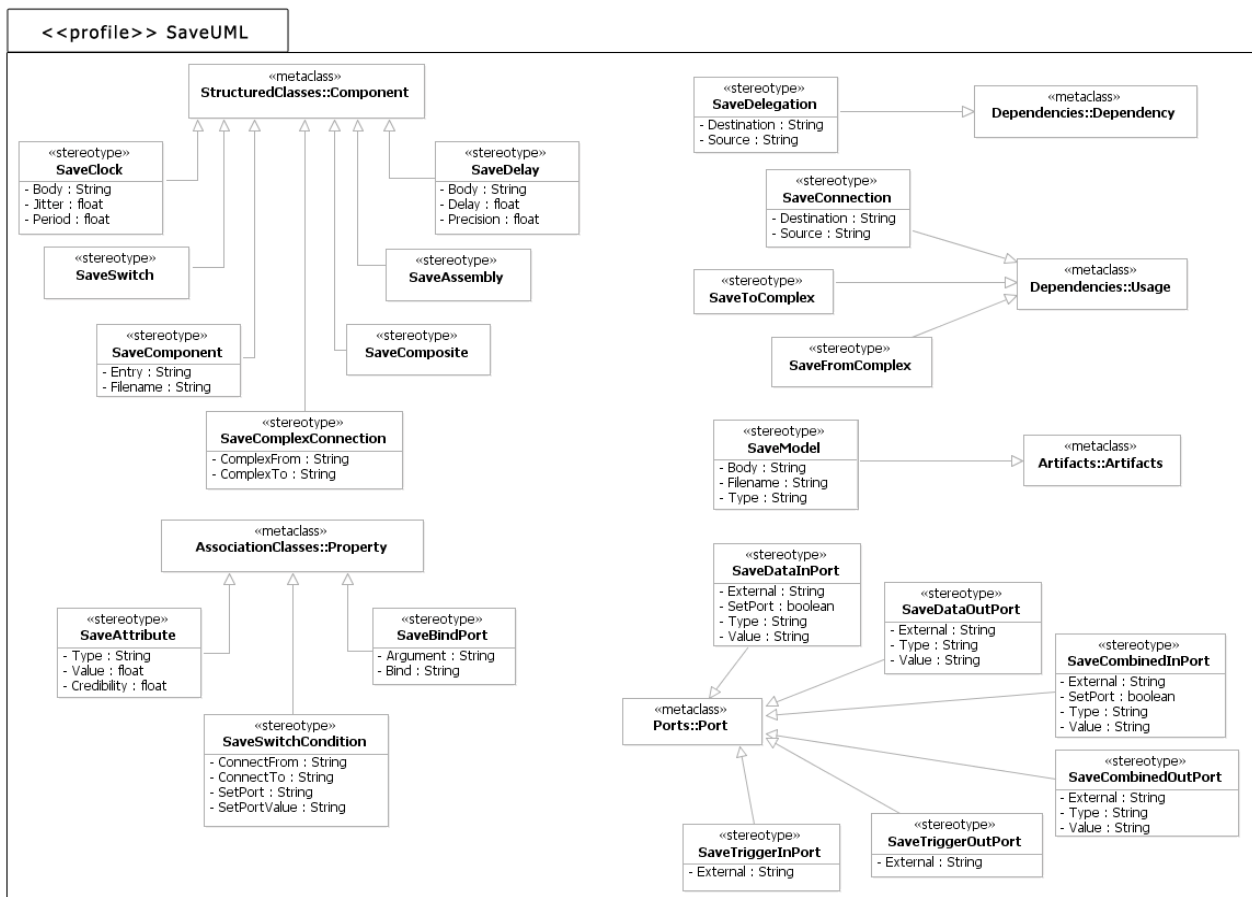 <<profile>> SaveUML
«metaclass»
StructuredClasses::Component
«stereotype»
SaveClock
- Body : String
- Jitter : float
- Period : float
«stereotype»
SaveDelay
- Body : String
- Delay : float
- Precision : float
«stereotype»
SaveSwitch
«stereotype»
SaveAssembly
«stereotype»
SaveComponent
- Entry : String
- Filename : String
«stereotype»
SaveComposite
«stereotype»
SaveComplexConnection
- ComplexFrom : String
- ComplexTo : String
«metaclass»
AssociationClasses::Property
«stereotype»
SaveAttribute
- Type : String
- Value : float
- Credibility : float
«stereotype»
SaveBindPort
- Argument : String
- Bind : String
«stereotype»
SaveSwitchCondition
- ConnectFrom : String
- ConnectTo : String
- SetPort : String
- SetPortValue : String
«stereotype»
SaveDelegation
- Destination : String
- Source : String
«metaclass»
Dependencies::Dependency
«stereotype»
SaveConnection
- Destination : String
- Source : String
«stereotype»
SaveToComplex
«metaclass»
Dependencies::Usage
«stereotype»
SaveFromComplex
«stereotype»
SaveModel
- Body : String
- Filename : String
- Type : String
«metaclass»
Artifacts::Artifacts
«stereotype»
SaveDataInPort
- External : String
- SetPort : boolean
- Type : String
- Value : String
«stereotype»
SaveDataOutPort
- External : String
- Type : String
- Value : String
«stereotype»
SaveCombinedInPort
- External : String
- SetPort : boolean
- Type : String
- Value : String
«metaclass»
Ports::Port
«stereotype»
SaveCombinedOutPort
- External : String
- Type : String
- Value : String
«stereotype»
SaveTriggerInPort
- External : String
«stereotype»
SaveTriggerOutPort
- External : String